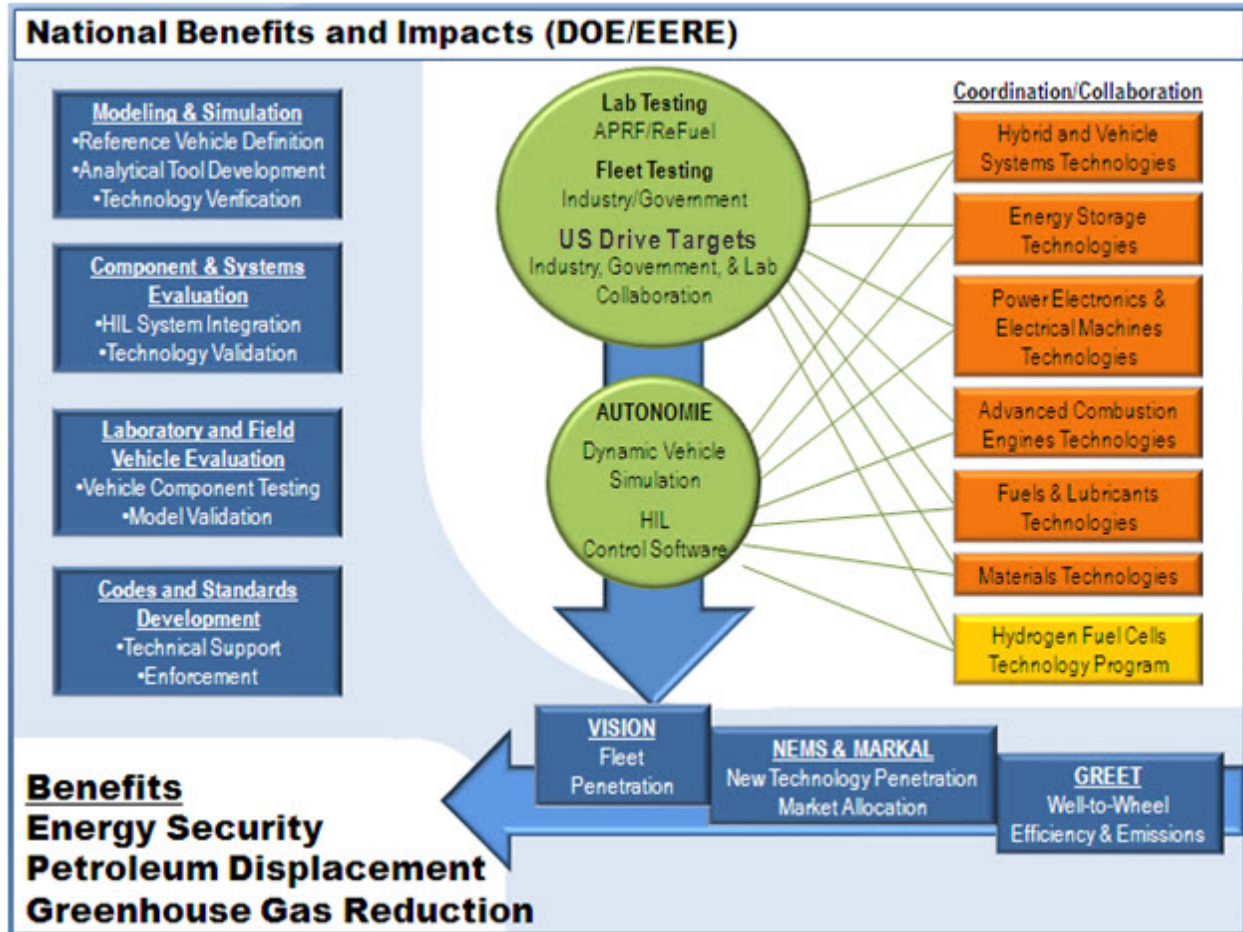 National Benefits and Impacts (DOE/EERE)
Modeling & Simulation
•Reference Vehicle Definition
•Analytical Tool Development
•Technology Verification
Component & Systems
Evaluation
•HIL System Integration
•Technology Validation
Laboratory and Field
Vehicle Evaluation
•Vehicle Component Testing
•Model Validation
Codes and Standards
Development
•Technical Support
•Enforcement
Lab Testing
APRF/ReFuel
Fleet Testing
Industry/Government
US Drive Targets
Industry, Government, & Lab
Collaboration
AUTONOMIE
Dynamic Vehicle
Simulation
HIL
Control Software
Coordination/Collaboration
Hybrid and Vehicle
Systems Technologies
Energy Storage
Technologies
Power Electronics &
Electrical Machines
Technologies
Advanced Combustion
Engines Technologies
Fuels & Lubricants
Technologies
Materials Technologies
Hydrogen Fuel Cells
Technology Program
VISION
Fleet
Penetration
NEMS & MARKAL
New Technology Penetration
Market Allocation
GREET
Well-to-Wheel
Efficiency & Emissions
Benefits
Energy Security
Petroleum Displacement
Greenhouse Gas Reduction